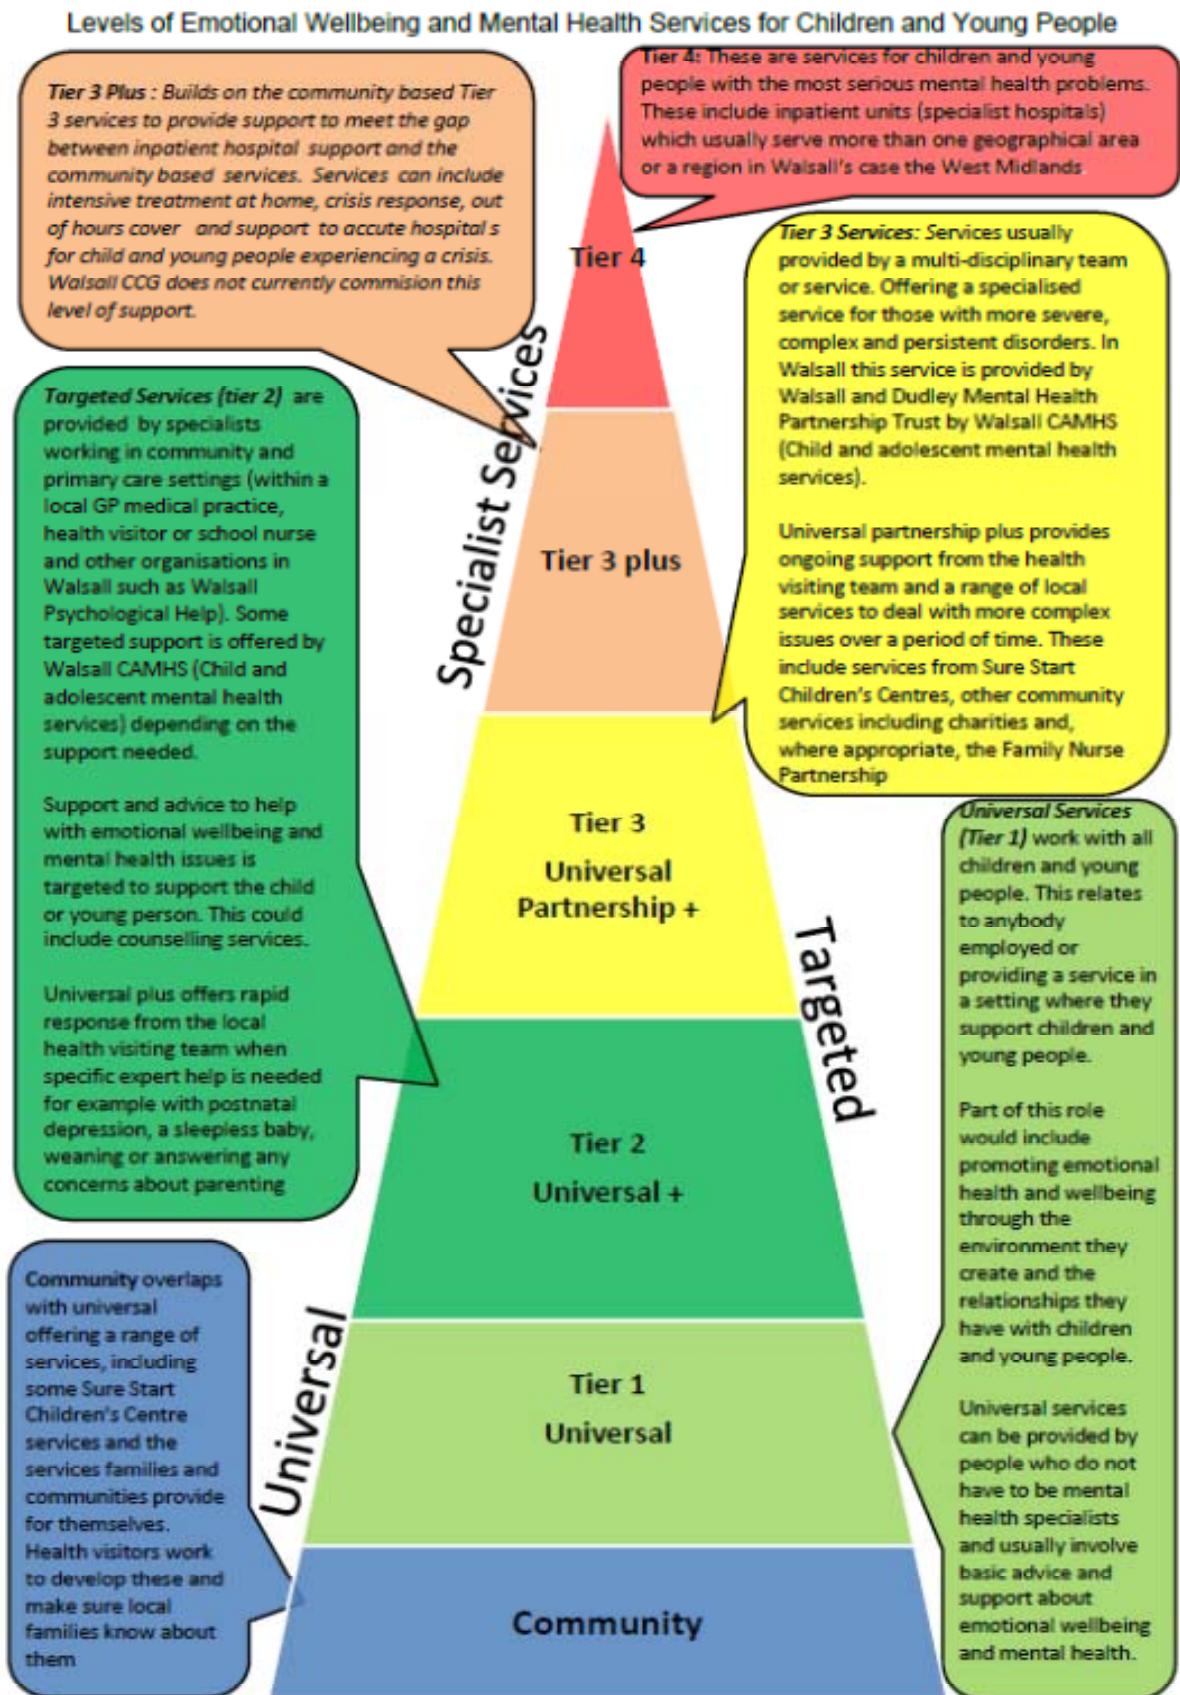 Levels of Emotional Wellbeing and Mental Health Services for Children and Young People
Tier 3 Plus : Builds on the community based Tier
3 services to provide support to meet the gap
between inpatient hospital support and the
community based services. Services can include
intensive treatment at home, crisis response, out
of hours cover and support to accute hospital s
for child and young people experiencing a crisis.
Walsall CCG does not currently commision this
level of support.
Tier 4: These are services for children and young
people with the most serious mental health problems.
These include inpatient units (specialist hospitals)
which usually serve more than one geographical area
or a region in Walsall's case the West Midlands.
Tier 4
Tier 3 Services: Services usually
provided by a multi-disciplinary team
or service. Offering a specialised
service for those with more severe,
complex and persistent disorders. In
Walsall this service is provided by
Walsall and Dudley Mental Health
Partnership Trust by Walsall CAMHS
(Child and adolescent mental health
services).
Universal partnership plus provides
ongoing support from the health
visiting team and a range of local
services to deal with more complex
issues over a period of time. These
include services from Sure Start
Children's Centres, other community
services including charities and,
where appropriate, the Family Nurse
Partnership
Specialist Services
Tier 3 plus
Targeted Services (tier 2) are
provided by specialists
working in community and
primary care settings (within a
local GP medical practice,
health visitor or school nurse
and other organisations in
Walsall such as Walsall
Psychological Help). Some
targeted support is offered by
Walsall CAMHS (Child and
adolescent mental health
services) depending on the
support needed.
Support and advice to help
with emotional wellbeing and
mental health issues is
targeted to support the child
or young person. This could
include counselling services.
Universal plus offers rapid
response from the local
health visiting team when
specific expert help is needed
for example with postnatal
depression, a sleepless baby,
weaning or answering any
concerns about parenting
Tier 3
Universal
Partnership +
Targeted
Tier 2
Universal +
Universal Services
(Tier 1) work with all
children and young
people. This relates
to anybody
employed or
providing a service in
a setting where they
support children and
young people.
Part of this role
would include
promoting emotional
health and wellbeing
through the
environment they
create and the
relationships they
have with children
and young people.
Universal services
can be provided by
people who do not
have to be mental
health specialists
and usually involve
basic advice and
support about
emotional wellbeing
and mental health.
Universal
Tier 1
Universal
Community overlaps
with universal
offering a range of
services, including
some Sure Start
Children's Centre
services and the
services families and
communities provide
for themselves.
Health visitors work
to develop these and
make sure local
families know about
them
Community